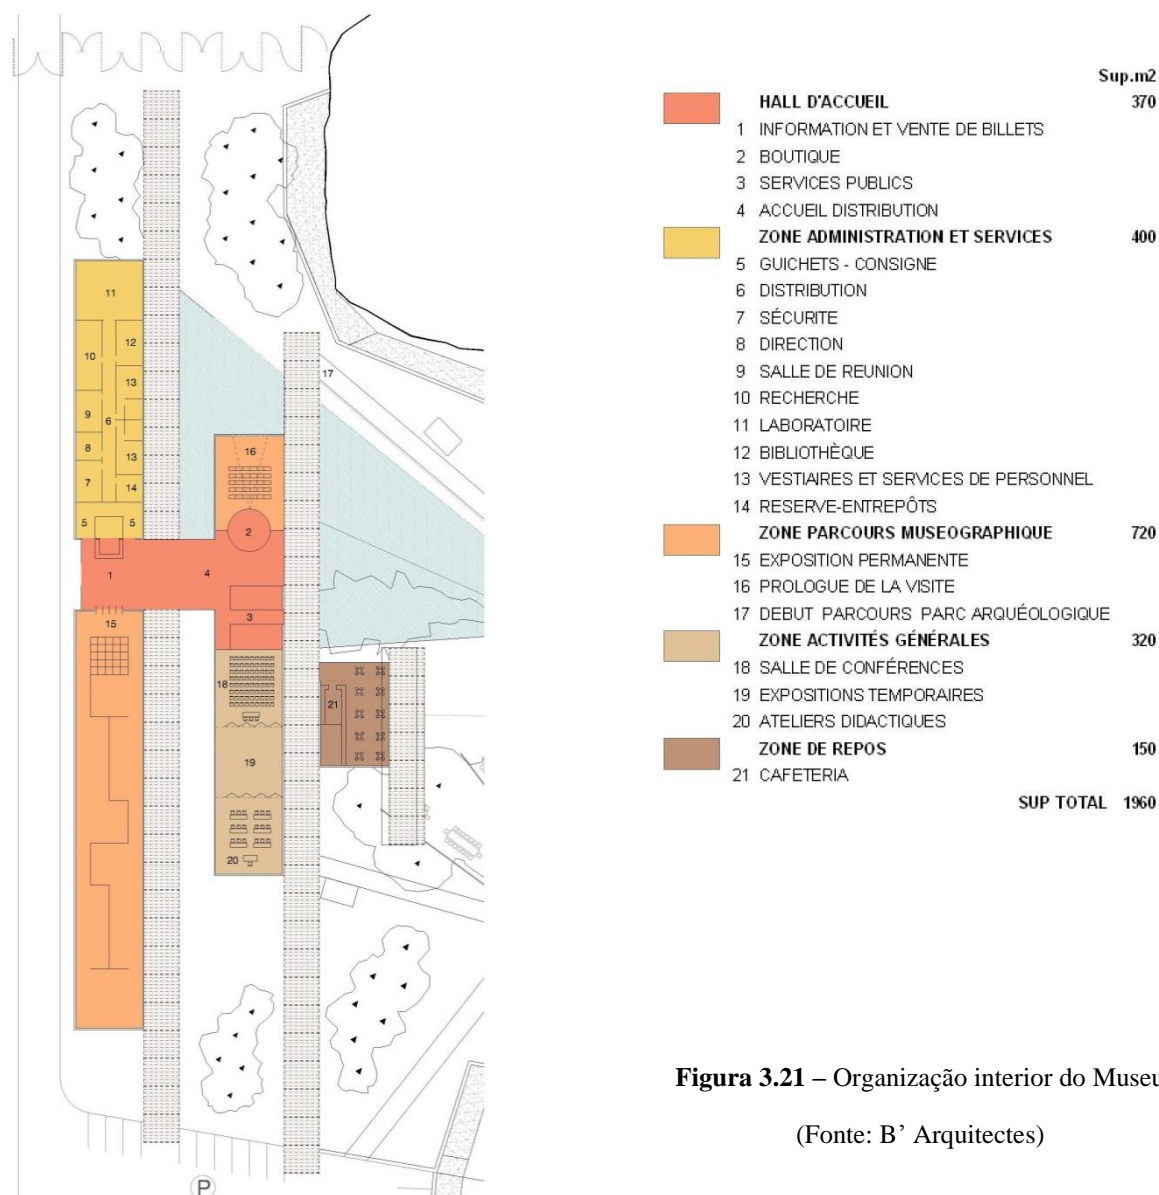 Sup.m2
HALL D'ACCUEIL 370
1 INFORMATION ET VENTE DE BILLETS
2 BOUTIQUE
3 SERVICES PUBLICS
4 ACCUEIL DISTRIBUTION
ZONE ADMINISTRATION ET SERVICES 400
5 GUICHETS - CONSIGNE
6 DISTRIBUTION
7 SÉCURITE
8 DIRECTION
9 SALLE DE REUNION
10 RECHERCHE
11 LABORATOIRE
12 BIBLIOTHÈQUE
13 VESTIAIRES ET SERVICES DE PERSONNEL
14 RESERVE-ENTREPÔTS
ZONE PARCOURS MUSEOGRAPHIQUE 720
15 EXPOSITION PERMANENTE
16 PROLOGUE DE LA VISITE
17 DEBUT PARCOURS PARC ARQUÉOLOGIQUE
ZONE ACTIVITÉS GÉNÉRALES 320
18 SALLE DE CONFÉRENCES
19 EXPOSITIONS TEMPORAIRES
20 ATELIERS DIDACTIQUES
ZONE DE REPOS 150
21 CAFETERIA
SUP TOTAL 1960
11
10 12
17
13
9
6
8 13
16
7 14
5 5
2
1 4
3
15
18
21
19
20
P
Figura 3.21 – Organização interior do Museu
(Fonte: B' Arquitectes)